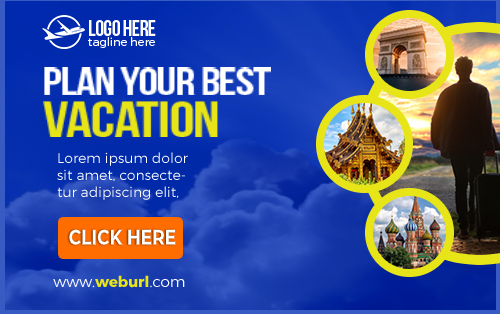 LOGO HERE
tagline here
PLAN YOUR BEST
VACATION
Lorem ipsum dolor
sit amet, consecte-
tur adipiscing elit,
CLICK HERE
www.weburl.com